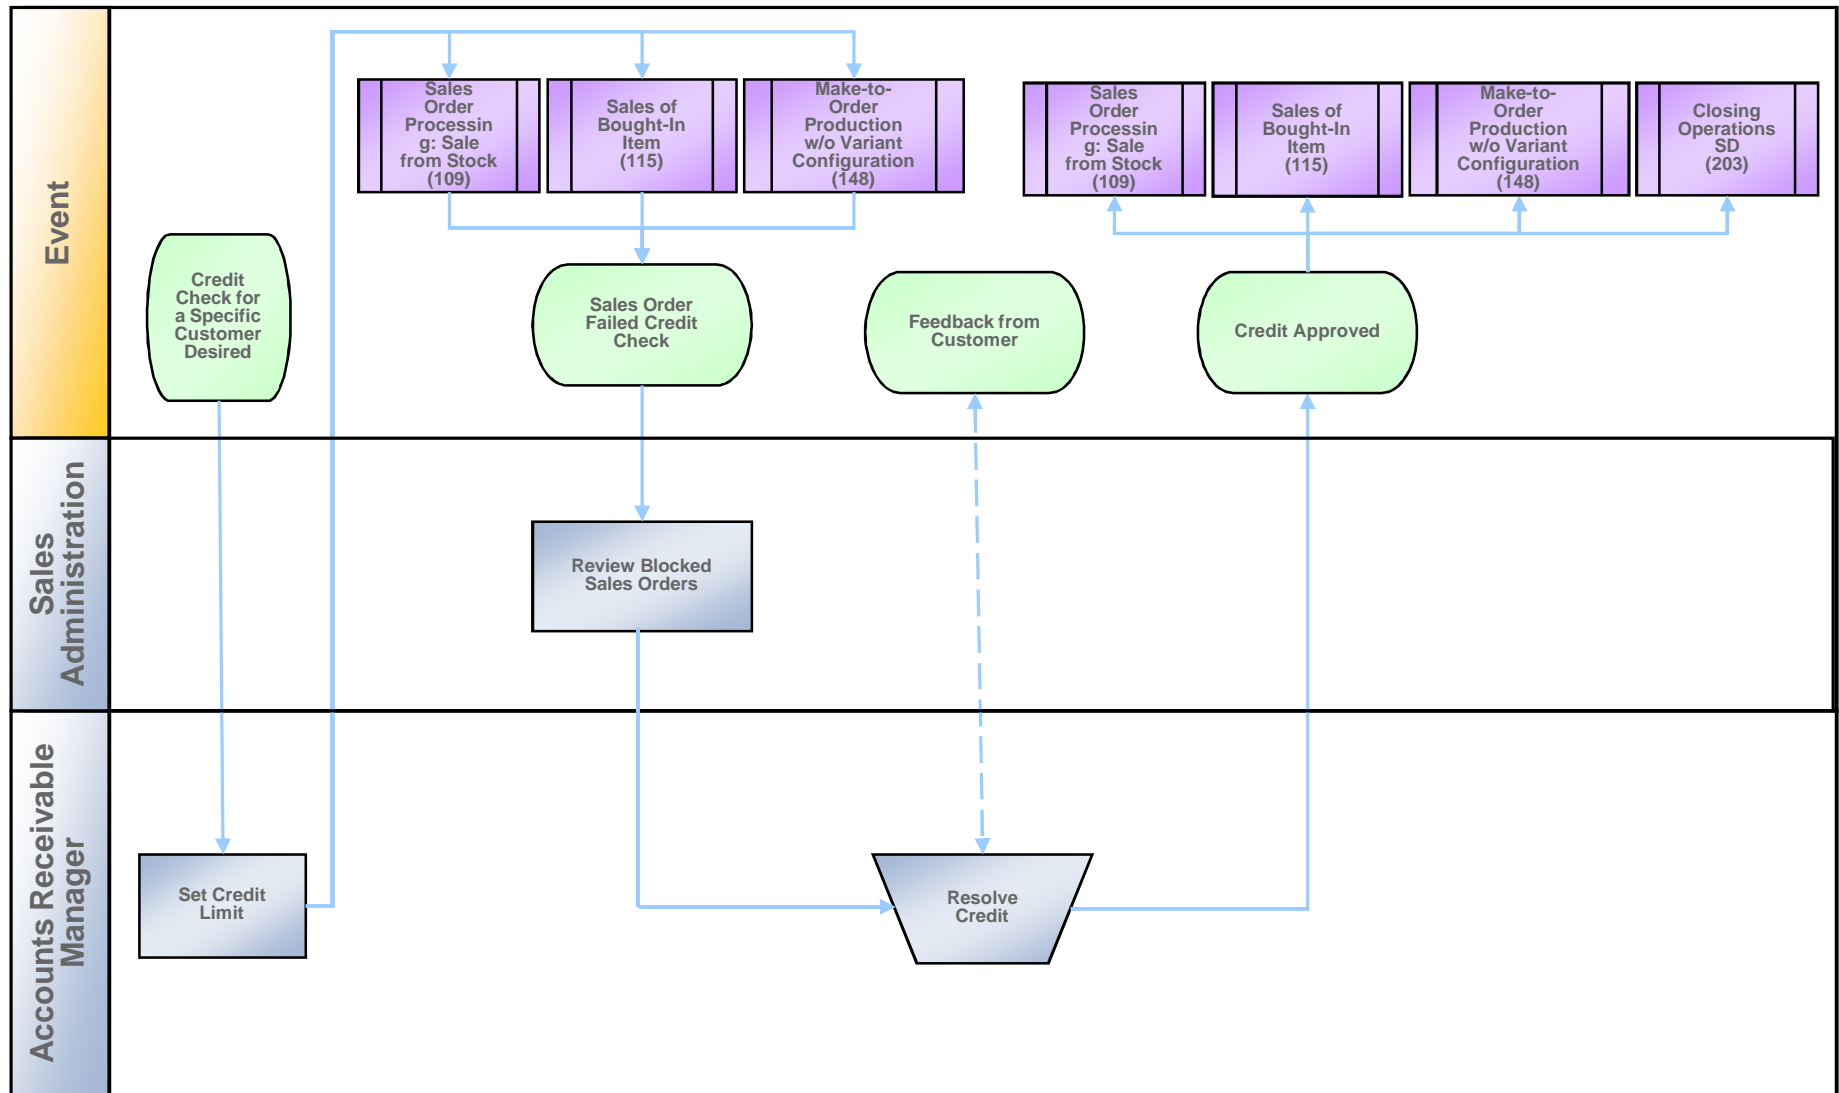 Event
Sales
Order
Processin
g: Sale
from Stock
(109)
Sales of
Bought-In
Item
(115)
Make-to-
Order
Production
w/o Variant
Configuration
(148)
Sales
Order
Processin
g: Sale
from Stock
(109)
Sales of
Bought-In
Item
(115)
Make-to-
Order
Production
w/o Variant
Configuration
(148)
Closing
Operations
SD
(203)
Credit
Check for
a Specific
Customer
Desired
Sales Order
Failed Credit
Check
Feedback from
Customer
Credit Approved
Sales
Administration
Review Blocked
Sales Orders
Accounts Receivable
Manager
Set Credit
Limit
Resolve
Credit